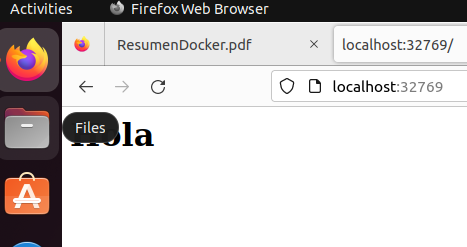 Activities
Firefox Web Browser
ResumenDocker.pdf
localhost:32769/
localhost:32769
Files
Hola